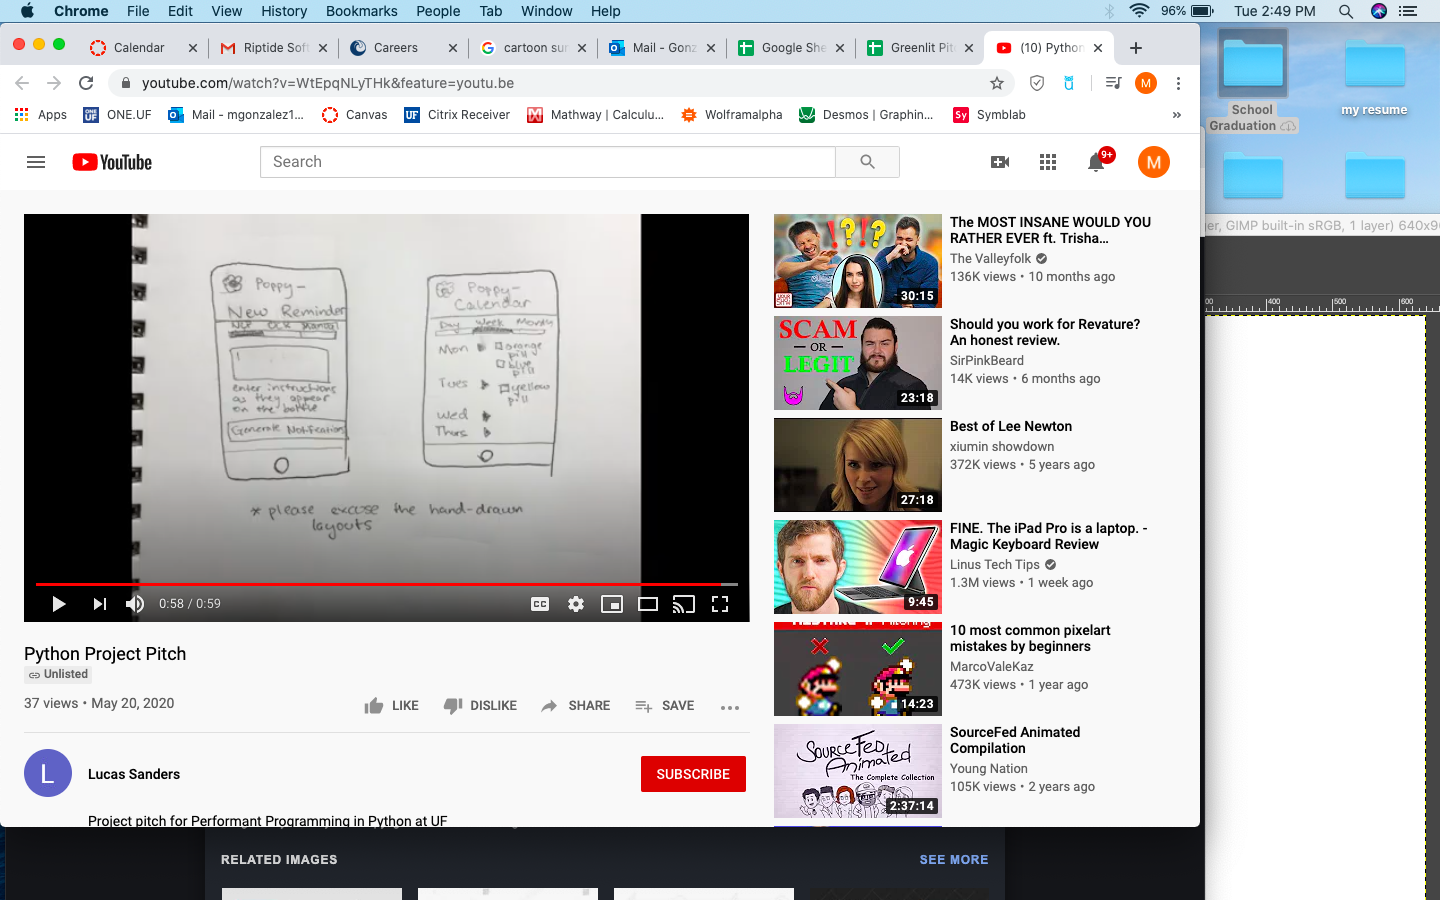 Chrome File Edit View History Bookmarks People Tab Window Help 96% Tue 2:49 PM
Calendar Riptide Soft Careers cartoon sur Mail - Gonz Google She Greenlit Pit (10) Python
youtube.com/watch?v=WtEpqNLyTHk&feature=youtu.be M
Apps ONE.UF Mail - mgonzalez1... Canvas UF Citrix Receiver Mathway | Calculu... Wolframalpha Desmos | Graphin... Sy Symblab »
School
Graduation
my resume
YouTube Search 9+ M
GIMP built-in sRGB, 1 layer) 640x9
400 500 600
Poppy-
New Reminder
OCR Manual
enter instructions
as they appear
on the bottle
Generate Notifications
Poppy-
Calendar
Day Week Monthly
Mon orange
pill
blue
pill
Tues yellow
pill
Wed
Thurs
* please excuse the hand-drawn
layouts
0:58 / 0:59 CC
Python Project Pitch
Unlisted
37 views • May 20, 2020
LIKE DISLIKE SHARE SAVE
L
Lucas Sanders
SUBSCRIBE
Project pitch for Performant Programming in Python at UF
!?!?
30:15
The MOST INSANE WOULD YOU
RATHER EVER ft. Trisha...
The Valleyfolk
136K views • 10 months ago
SCAM
— OR —
LEGIT
23:18
Should you work for Revature?
An honest review.
SirPinkBeard
14K views • 6 months ago
27:18
Best of Lee Newton
xiumin showdown
372K views • 5 years ago
9:45
FINE. The iPad Pro is a laptop. -
Magic Keyboard Review
Linus Tech Tips
1.3M views • 1 week ago
14:23
10 most common pixelart
mistakes by beginners
MarcoValeKaz
473K views • 1 year ago
SourceFed
Animated
The Complete Collection
2:37:14
SourceFed Animated
Compilation
Young Nation
105K views • 2 years ago
RELATED IMAGES
SEE MORE